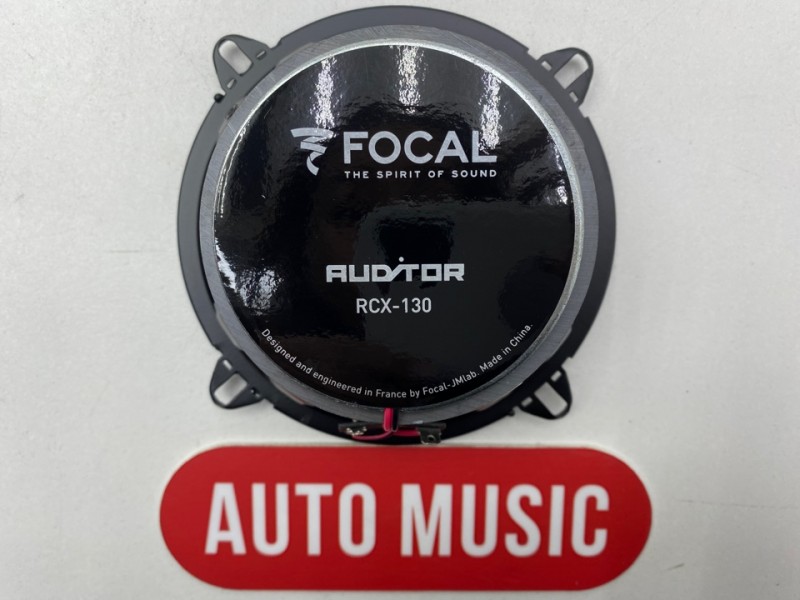 FOCAL
THE SPIRIT OF SOUND
AUDITOR
RCX-130
Designed and engineered in France by Focal-JMlab. Made in China.
AUTO MUSIC